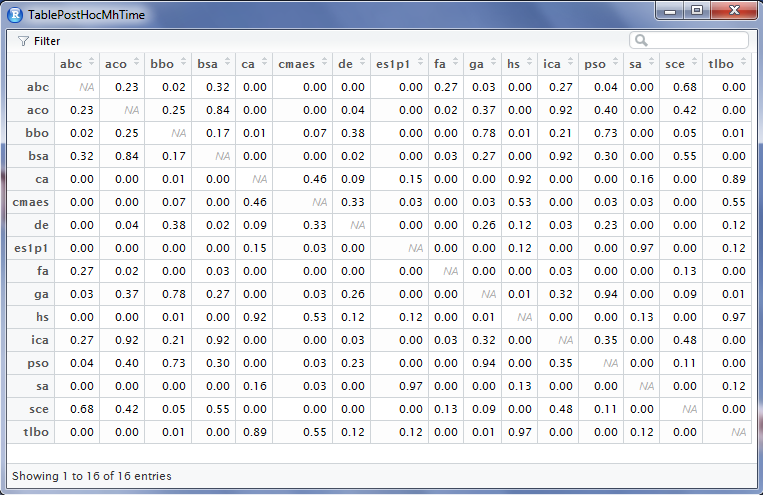 TablePostHocMhTime
Filter
abc aco bbo bsa ca cmaes de es1p1 fa ga hs ica pso sa sce tlbo
abc NA 0.23 0.02 0.32 0.00 0.00 0.00 0.00 0.27 0.03 0.00 0.27 0.04 0.00 0.68 0.00
aco 0.23 NA 0.25 0.84 0.00 0.00 0.04 0.00 0.02 0.37 0.00 0.92 0.40 0.00 0.42 0.00
bbo 0.02 0.25 NA 0.17 0.01 0.07 0.38 0.00 0.00 0.78 0.01 0.21 0.73 0.00 0.05 0.01
bsa 0.32 0.84 0.17 NA 0.00 0.00 0.02 0.00 0.03 0.27 0.00 0.92 0.30 0.00 0.55 0.00
ca 0.00 0.00 0.01 0.00 NA 0.46 0.09 0.15 0.00 0.00 0.92 0.00 0.00 0.16 0.00 0.89
cmaes 0.00 0.00 0.07 0.00 0.46 NA 0.33 0.03 0.00 0.03 0.53 0.00 0.03 0.03 0.00 0.55
de 0.00 0.04 0.38 0.02 0.09 0.33 NA 0.00 0.00 0.26 0.12 0.03 0.23 0.00 0.00 0.12
es1p1 0.00 0.00 0.00 0.00 0.15 0.03 0.00 NA 0.00 0.00 0.12 0.00 0.00 0.97 0.00 0.12
fa 0.27 0.02 0.00 0.03 0.00 0.00 0.00 0.00 NA 0.00 0.00 0.03 0.00 0.00 0.13 0.00
ga 0.03 0.37 0.78 0.27 0.00 0.03 0.26 0.00 0.00 NA 0.01 0.32 0.94 0.00 0.09 0.01
hs 0.00 0.00 0.01 0.00 0.92 0.53 0.12 0.12 0.00 0.01 NA 0.00 0.00 0.13 0.00 0.97
ica 0.27 0.92 0.21 0.92 0.00 0.00 0.03 0.00 0.03 0.32 0.00 NA 0.35 0.00 0.48 0.00
pso 0.04 0.40 0.73 0.30 0.00 0.03 0.23 0.00 0.00 0.94 0.00 0.35 NA 0.00 0.11 0.00
sa 0.00 0.00 0.00 0.00 0.16 0.03 0.00 0.97 0.00 0.00 0.13 0.00 0.00 NA 0.00 0.12
sce 0.68 0.42 0.05 0.55 0.00 0.00 0.00 0.00 0.13 0.09 0.00 0.48 0.11 0.00 NA 0.00
tlbo 0.00 0.00 0.01 0.00 0.89 0.55 0.12 0.12 0.00 0.01 0.97 0.00 0.00 0.12 0.00 NA
Showing 1 to 16 of 16 entries